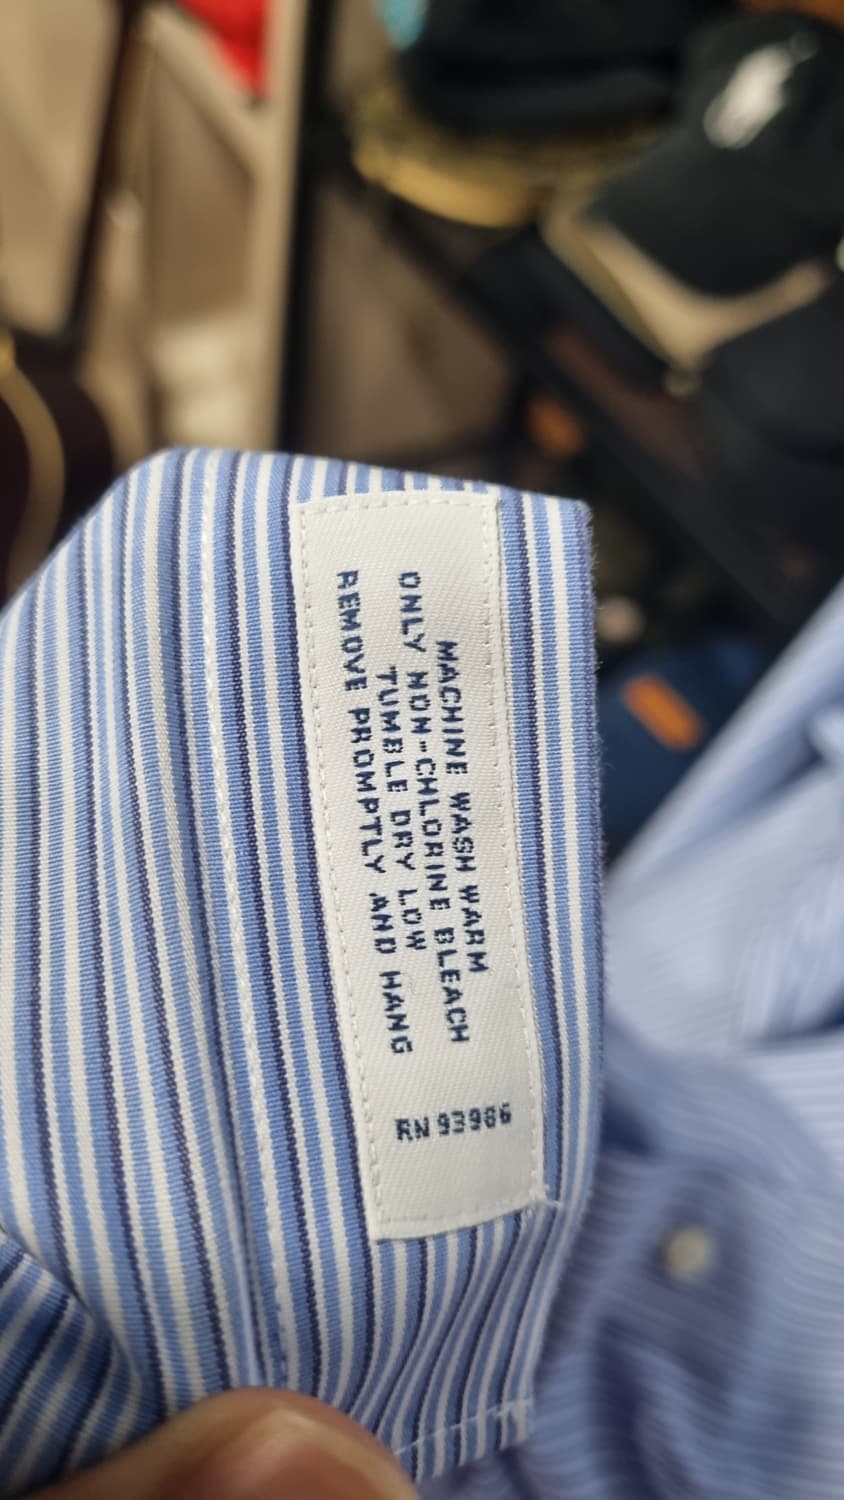 MACHINE WASH WARM
ONLY NON-CHLORINE BLEACH
TUMBLE DRY LOW
REMOVE PROMPTLY AND HANG
RN 93986